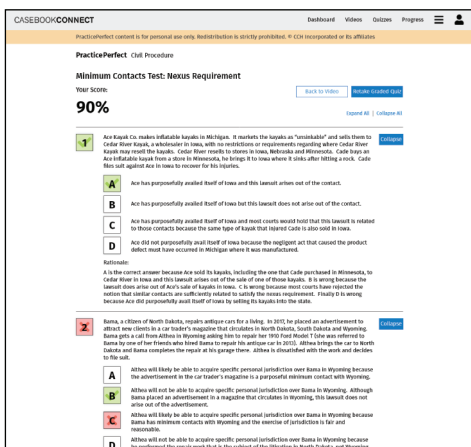 CASEBOOKCONNECT
Dashboard Videos Quizzes Progress
PracticePerfect content is for personal use only. Redistribution is strictly prohibited. © CCH Incorporated or its affiliates
PracticePerfect Civil Procedure
Minimum Contacts Test: Nexus Requirement
Your Score:
Back to Video Retake Graded Quiz
90%
Expand All | Collapse All
1
Ace Kayak Co. makes inflatable kayaks in Michigan. It markets the kayaks as "unsinkable" and sells them to
Collapse
Cedar River Kayak, a wholesaler in Iowa, with no restrictions or requirements regarding where Cedar River
Kayak may resell the kayaks. Cedar River resells to stores in Iowa, Nebraska and Minnesota. Cade buys an
Ace inflatable kayak from a store in Minnesota, he brings it to Iowa where it sinks after hitting a rock. Cade
files suit against Ace in Iowa to recover for his injuries.
A Ace has purposefully availed itself of Iowa and this lawsuit arises out of the contact.
B Ace has purposefully availed itself of Iowa but this lawsuit does not arise out of the contact.
C Ace has purposefully availed itself of Iowa and most courts would hold that this lawsuit is related
to those contacts because the same type of kayak that injured Cade is also sold in Iowa.
D Ace did not purposefully avail itself of Iowa because the negligent act that caused the product
defect must have occurred in Michigan where it was manufactured.
Rationale:
A is the correct answer because Ace sold its kayaks, including the one that Cade purchased in Minnesota, to
Cedar River in Iowa and this lawsuit arises out of the sale of one of those kayaks. B is wrong because the
lawsuit does arise out of Ace's sale of kayaks in Iowa. C is wrong because most courts have rejected the
notion that similar contacts are sufficiently related to satisfy the nexus requirement. Finally D is wrong
because Ace did purposefully avail itself of Iowa by selling its kayaks into the state.
2
Bama, a citizen of North Dakota, repairs antique cars for a living. In 2017, he placed an advertisement to
Collapse
attract new clients in a car trader's magazine that circulates in North Dakota, South Dakota and Wyoming.
Bama gets a call from Althea in Wyoming asking him to repair her 1910 Ford Model T (she was referred to
Bama by one of her friends who hired Bama to repair his antique car in 2013). Althea brings the car to North
Dakota and Bama completes the repair at his garage there. Althea is dissatisfied with the work and decides
to file suit.
A Althea will likely be able to acquire specific personal jurisdiction over Bama in Wyoming because
the advertisement in the car trader's magazine is a purposeful minimum contact with Wyoming.
B Althea will not be able to acquire specific personal jurisdiction over Bama in Wyoming. Although
Bama placed an advertisement in a magazine that circulates in Wyoming, this lawsuit does not
arise out of the advertisement.
C Althea will likely be able to acquire specific personal jurisdiction over Bama in Wyoming because
Bama has minimum contacts with Wyoming and the exercise of jurisdiction is fair and
reasonable.
D Althea will not be able to acquire specific personal jurisdiction over Bama in Wyoming because